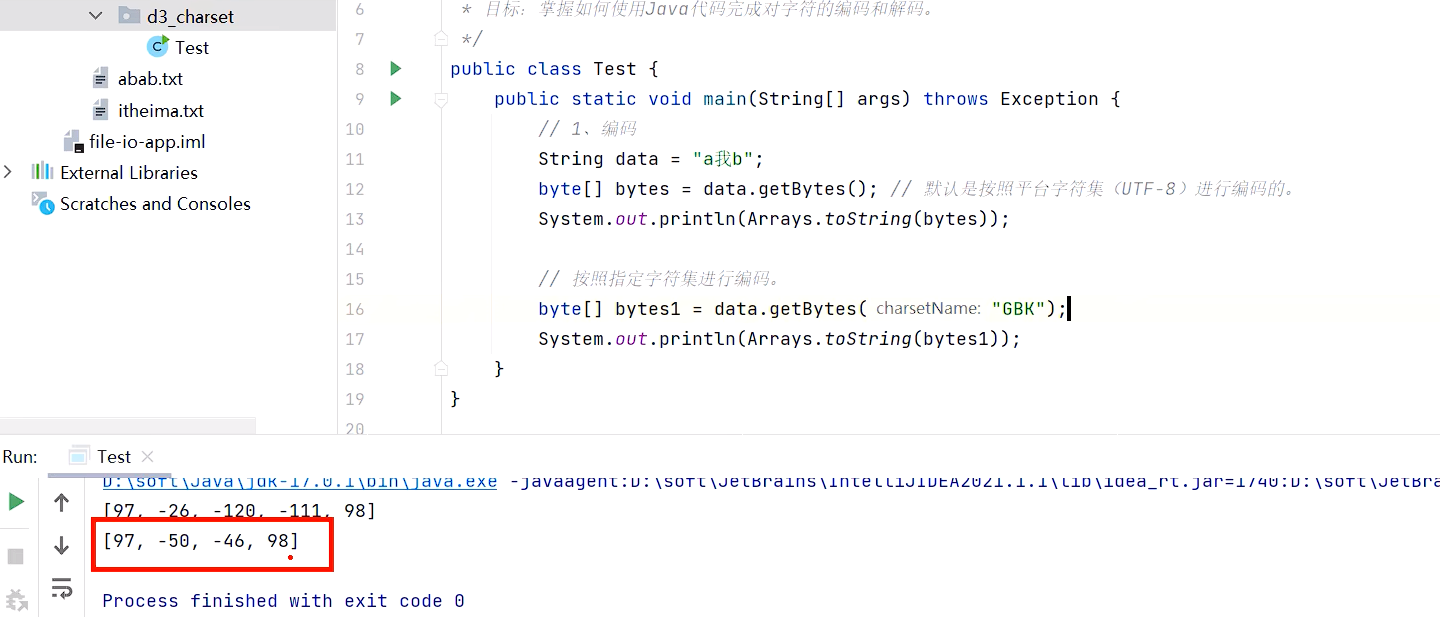 d3_charset
Test
abab.txt
itheima.txt
file-io-app.iml
External Libraries
Scratches and Consoles
6 * 目标：掌握如何使用Java代码完成对字符的编码和解码。
7 */
8 public class Test {
9 public static void main(String[] args) throws Exception {
10 // 1、编码
11 String data = "a我b";
12 byte[] bytes = data.getBytes(); // 默认是按照平台字符集（UTF-8）进行编码的。
13 System.out.println(Arrays.toString(bytes));
14
15 // 按照指定字符集进行编码。
16 byte[] bytes1 = data.getBytes( charsetName: "GBK");
17 System.out.println(Arrays.toString(bytes1));
18 }
19 }
20
Run: Test
D:\soft\Java\jdk-17.0.1\bin\java.exe -javaagent:D:\soft\JetBrains\IntelliJIDEA2021.1.1\lib\idea_rt.jar=1740:D:\soft\JetBra
[97, -26, -120, -111, 98]
[97, -50, -46, 98]
Process finished with exit code 0